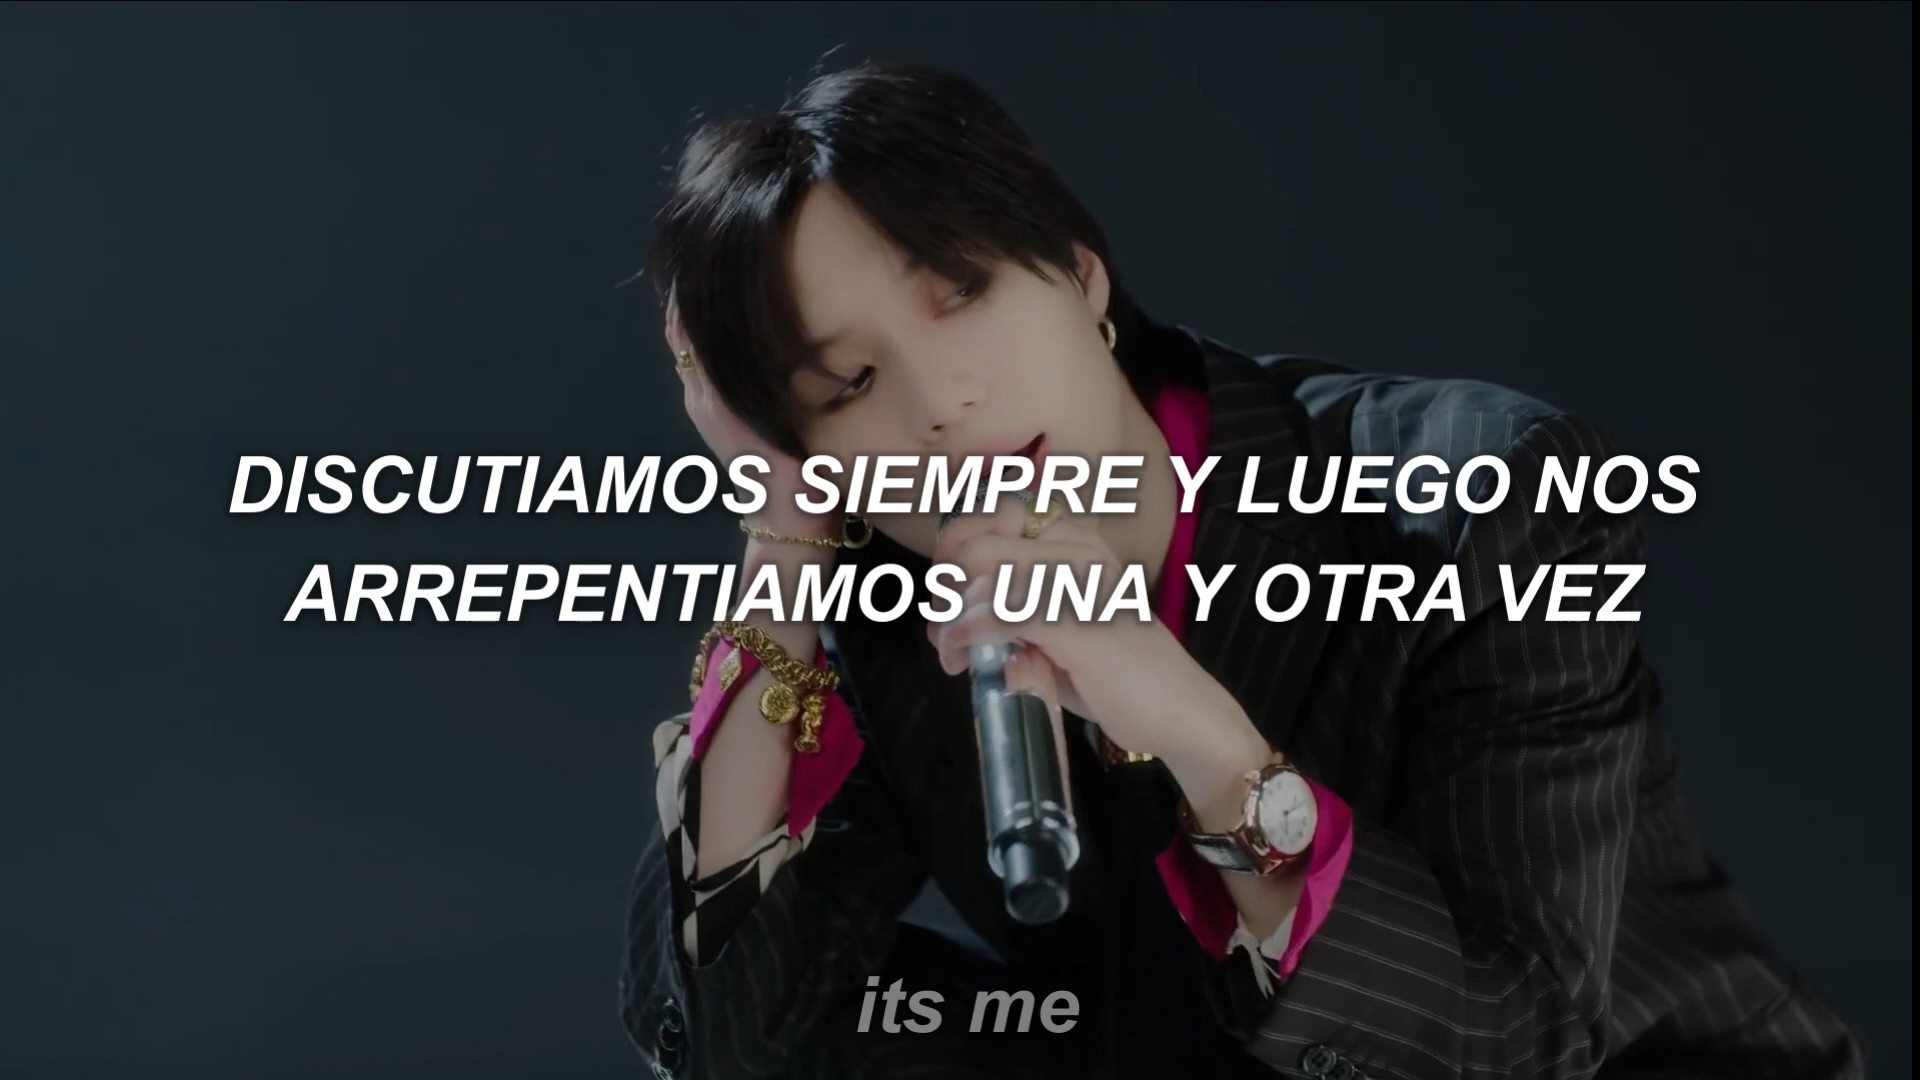 DISCUTIAMOS SIEMPRE Y LUEGO NOS
ARREPENTIAMOS UNA Y OTRA VEZ
its me